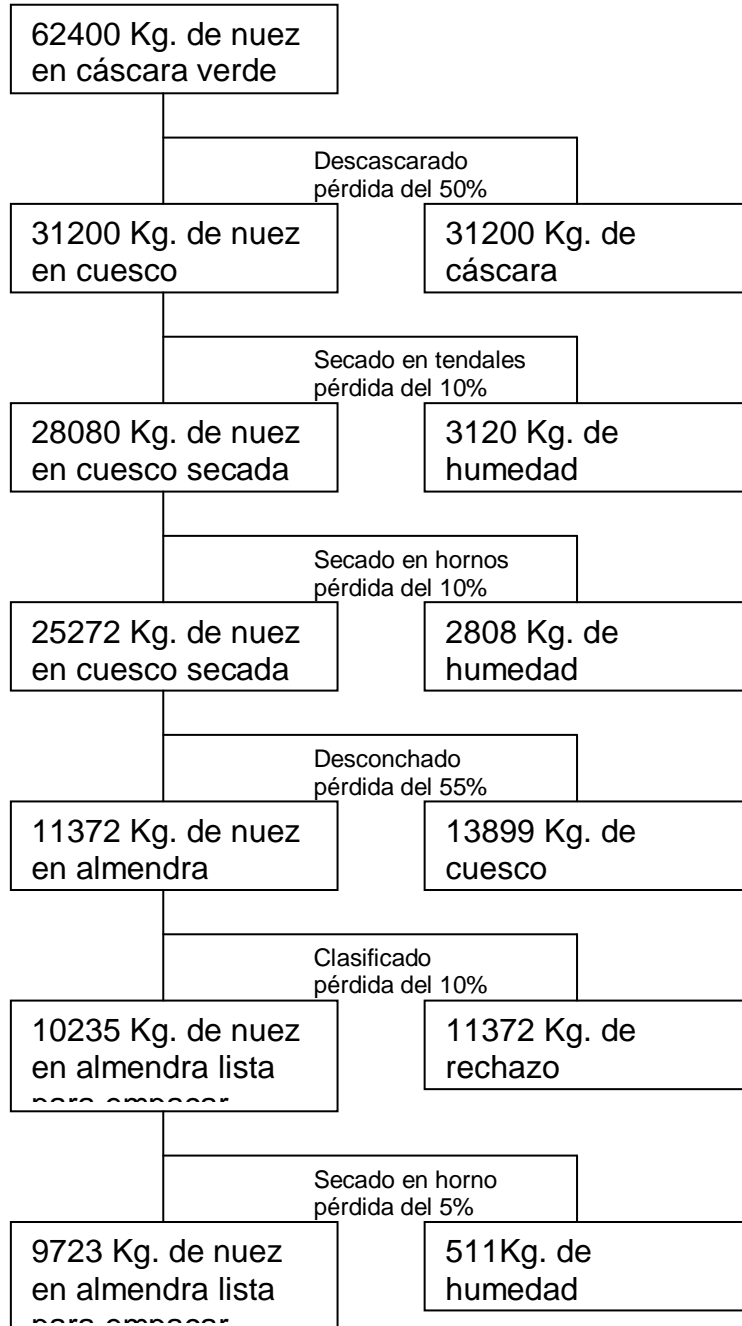 62400 Kg. de nuez
en cáscara verde
Descascarado
pérdida del 50%
31200 Kg. de nuez
en cuesco
31200 Kg. de
cáscara
Secado en tendales
pérdida del 10%
28080 Kg. de nuez
en cuesco secada
3120 Kg. de
humedad
Secado en hornos
pérdida del 10%
25272 Kg. de nuez
en cuesco secada
2808 Kg. de
humedad
Desconchado
pérdida del 55%
11372 Kg. de nuez
en almendra
13899 Kg. de
cuesco
Clasificado
pérdida del 10%
10235 Kg. de nuez
en almendra lista
para empacar
11372 Kg. de
rechazo
Secado en horno
pérdida del 5%
9723 Kg. de nuez
en almendra lista
para empacar
511Kg. de
humedad